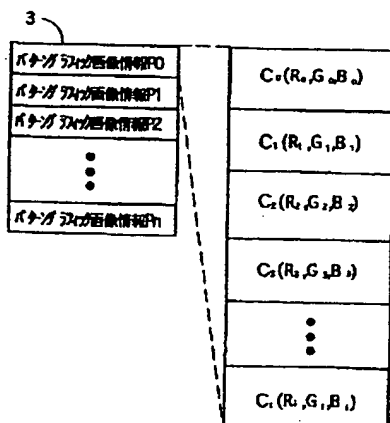 3
パターングラフィック画像情報P0
パターングラフィック画像情報P1
パターングラフィック画像情報P2
パターングラフィック画像情報Pn
C₀(R₀,G₀,B₀)
C₁(R₁,G₁,B₁)
C₂(R₂,G₂,B₂)
C₃(R₃,G₃,B₃)
C₁(R₁,G₁,B₁)